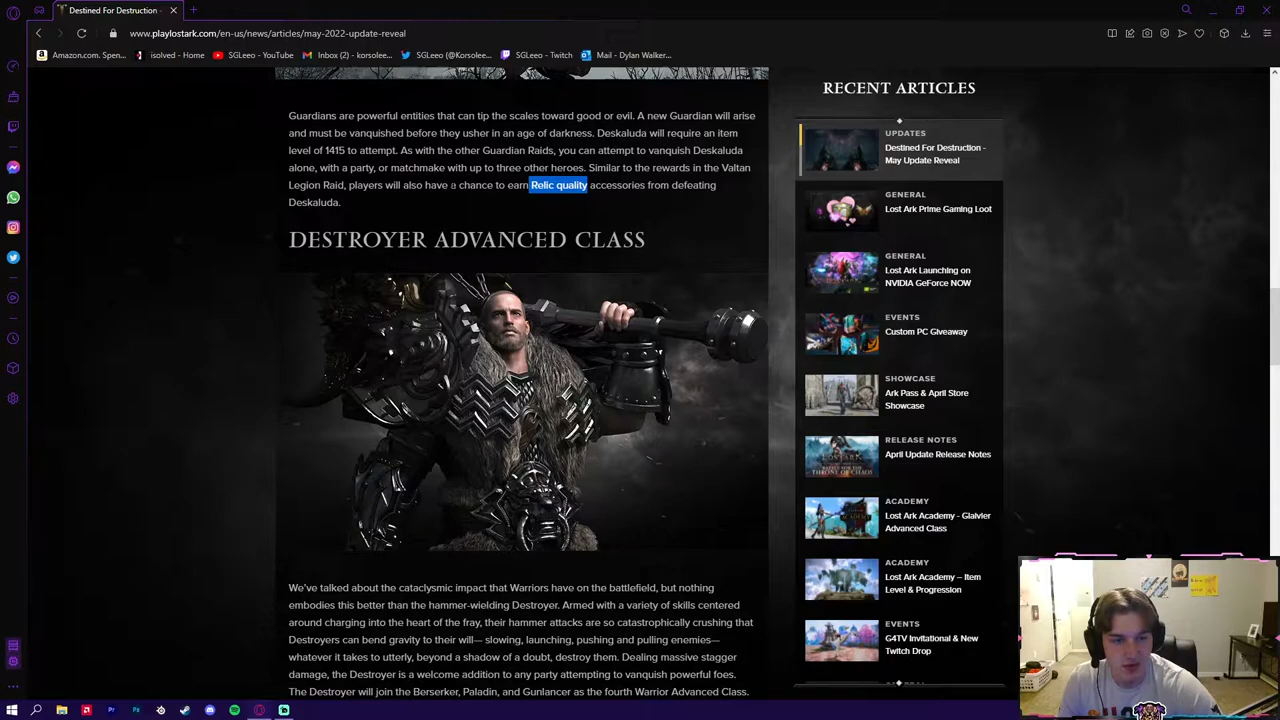 Destined For Destruction -
www.playlostark.com/en-us/news/articles/may-2022-update-reveal
Amazon.com. Spen...
isolved - Home
SGLeeo - YouTube
Inbox (2) - korsolee...
SGLeeo (@Korsolee...
SGLeeo - Twitch
Mail - Dylan Walker...
Guardians are powerful entities that can tip the scales toward good or evil. A new Guardian will arise
and must be vanquished before they usher in an age of darkness. Deskaluda will require an item
level of 1415 to attempt. As with the other Guardian Raids, you can attempt to vanquish Deskaluda
alone, with a party, or matchmake with up to three other heroes. Similar to the rewards in the Valtan
Legion Raid, players will also have a chance to earn Relic quality accessories from defeating
Deskaluda.
DESTROYER ADVANCED CLASS
We've talked about the cataclysmic impact that Warriors have on the battlefield, but nothing
embodies this better than the hammer-wielding Destroyer. Armed with a variety of skills centered
around charging into the heart of the fray, their hammer attacks are so catastrophically crushing that
Destroyers can bend gravity to their will— slowing, launching, pushing and pulling enemies—
whatever it takes to utterly, beyond a shadow of a doubt, destroy them. Dealing massive stagger
damage, the Destroyer is a welcome addition to any party attempting to vanquish powerful foes.
The Destroyer will join the Berserker, Paladin, and Gunlancer as the fourth Warrior Advanced Class.
RECENT ARTICLES
UPDATES
Destined For Destruction -
May Update Reveal
GENERAL
Lost Ark Prime Gaming Loot
GENERAL
Lost Ark Launching on
NVIDIA GeForce NOW
EVENTS
Custom PC Giveaway
SHOWCASE
Ark Pass & April Store
Showcase
RELEASE NOTES
April Update Release Notes
ACADEMY
Lost Ark Academy - Glaivier
Advanced Class
ACADEMY
Lost Ark Academy – Item
Level & Progression
EVENTS
G4TV Invitational & New
Twitch Drop